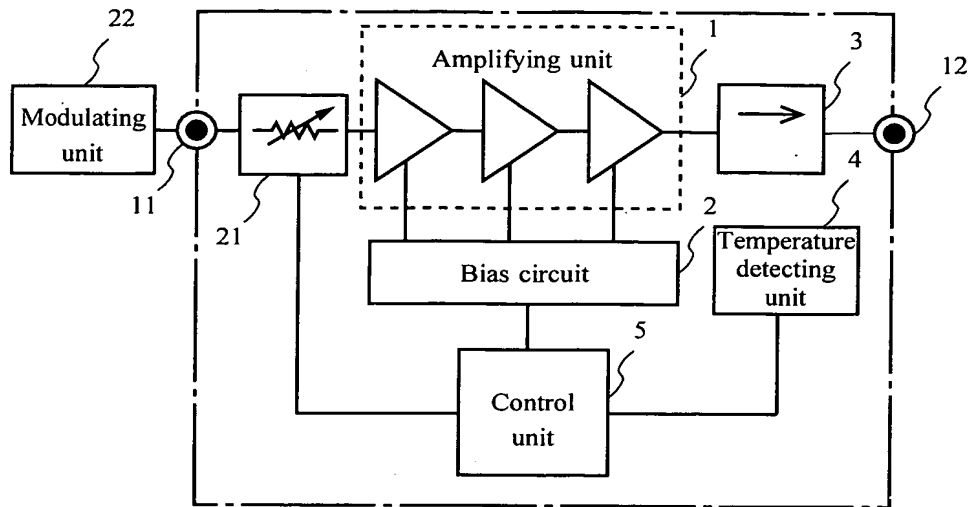 22
1
3
12
Amplifying unit
Modulating
unit
11
21
2
4
Bias circuit
Temperature
detecting
unit
5
Control
unit